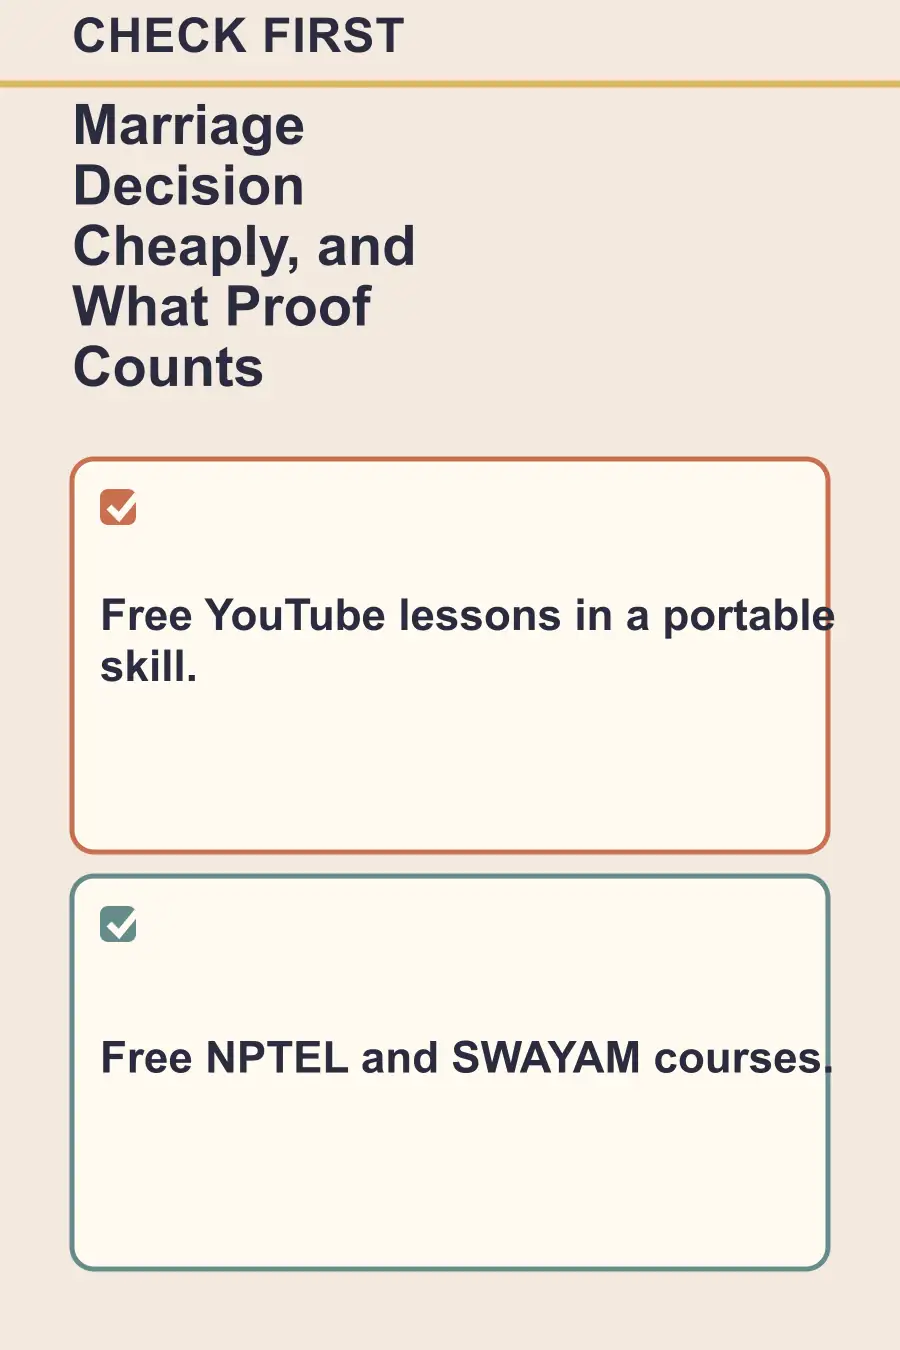 CHECK FIRST
Marriage
Decision
Cheaply, and
What Proof
Counts
Free YouTube lessons in a portable
skill.
Free NPTEL and SWAYAM courses.